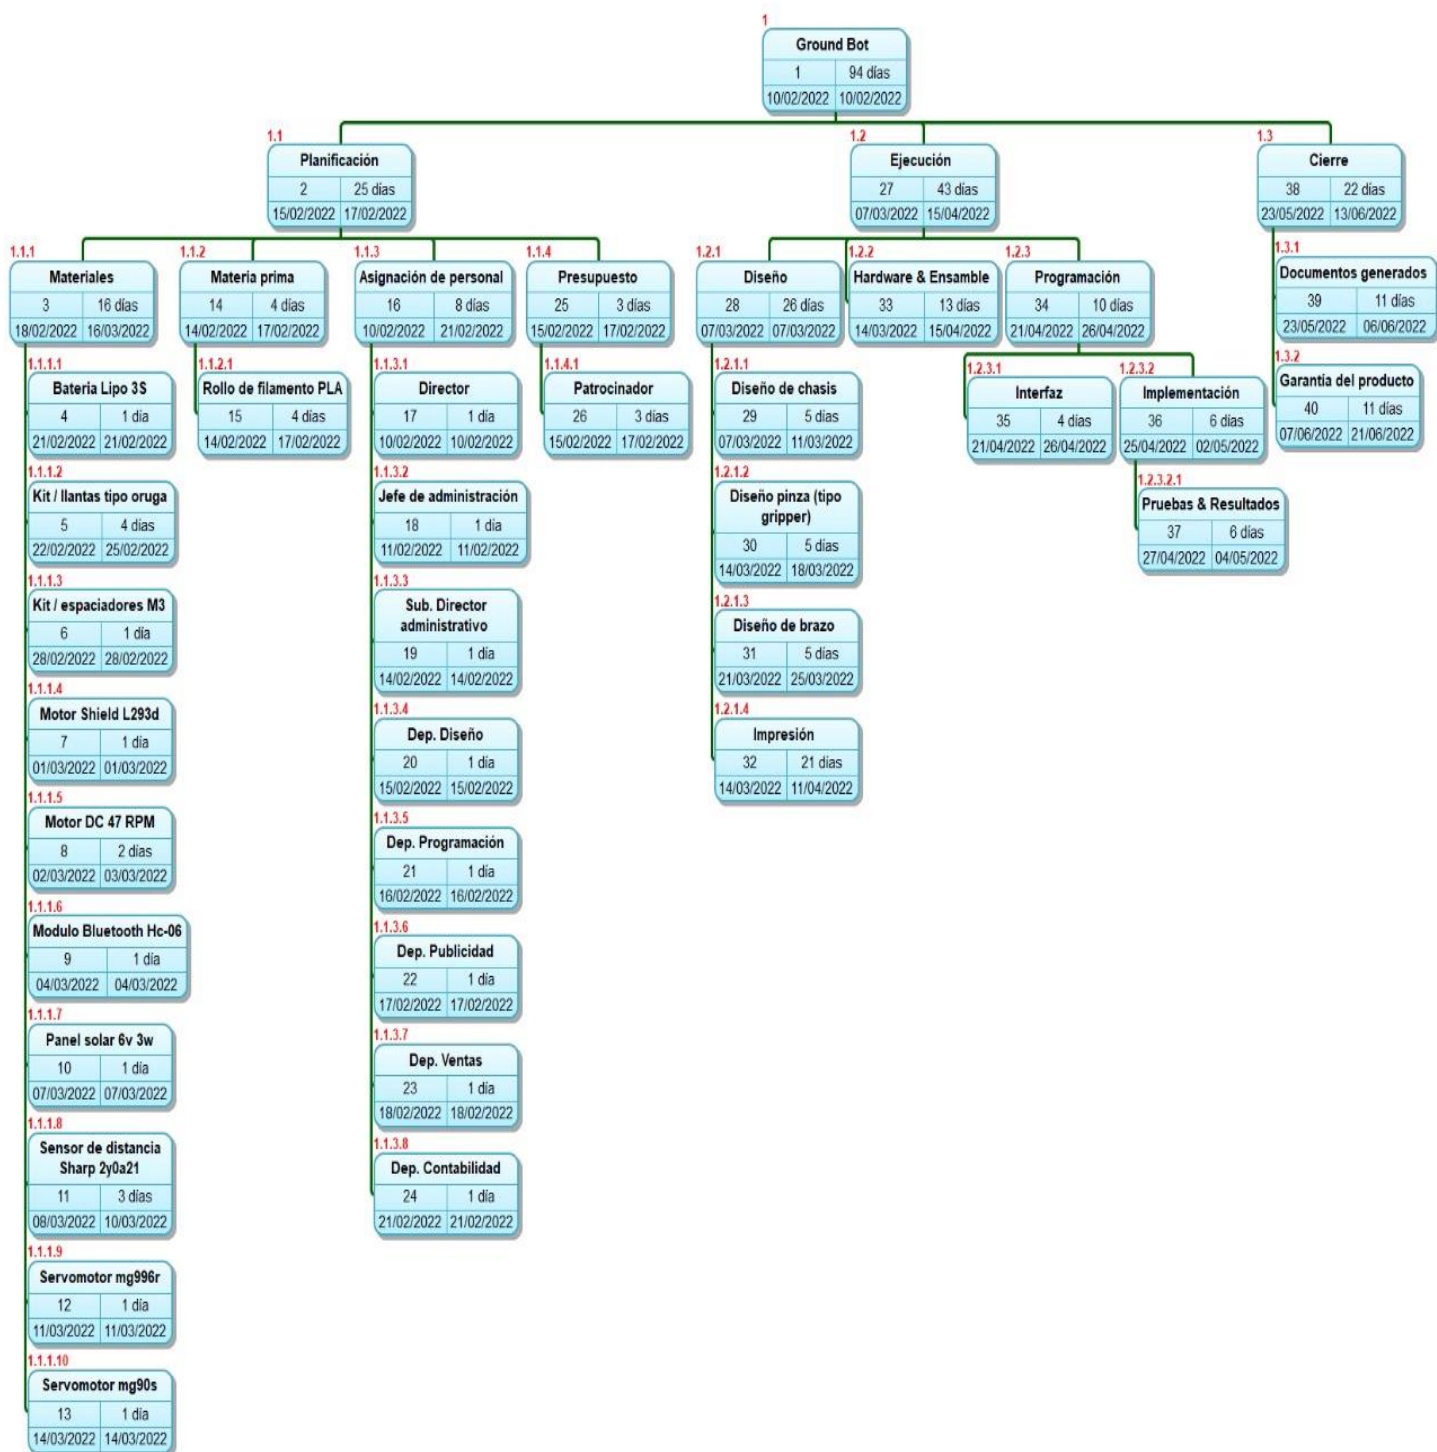 1
Ground Bot
1 94 días
10/02/2022 10/02/2022
1.1
Planificación
2 25 días
15/02/2022 17/02/2022
1.2
Ejecución
27 43 días
07/03/2022 15/04/2022
1.3
Cierre
38 22 días
23/05/2022 13/06/2022
1.1.1
Materiales
3 16 días
18/02/2022 16/03/2022
1.1.1.1
Batería Lipo 3S
4 1 día
21/02/2022 21/02/2022
1.1.1.2
Kit / llantas tipo oruga
5 4 días
22/02/2022 25/02/2022
1.1.1.3
Kit / espaciadores M3
6 1 día
28/02/2022 28/02/2022
1.1.1.4
Motor Shield L293d
7 1 día
01/03/2022 01/03/2022
1.1.1.5
Motor DC 47 RPM
8 2 días
02/03/2022 03/03/2022
1.1.1.6
Modulo Bluetooth Hc-06
9 1 día
04/03/2022 04/03/2022
1.1.1.7
Panel solar 6v 3w
10 1 día
07/03/2022 07/03/2022
1.1.1.8
Sensor de distancia
Sharp 2y0a21
11 3 días
08/03/2022 10/03/2022
1.1.1.9
Servomotor mg996r
12 1 día
11/03/2022 11/03/2022
1.1.1.10
Servomotor mg90s
13 1 día
14/03/2022 14/03/2022
1.1.2
Materia prima
14 4 días
14/02/2022 17/02/2022
1.1.2.1
Rollo de filamento PLA
15 4 días
14/02/2022 17/02/2022
1.1.3
Asignación de personal
16 8 días
10/02/2022 21/02/2022
1.1.3.1
Director
17 1 día
10/02/2022 10/02/2022
1.1.3.2
Jefe de administración
18 1 día
11/02/2022 11/02/2022
1.1.3.3
Sub. Director
administrativo
19 1 día
14/02/2022 14/02/2022
1.1.3.4
Dep. Diseño
20 1 día
15/02/2022 15/02/2022
1.1.3.5
Dep. Programación
21 1 día
16/02/2022 16/02/2022
1.1.3.6
Dep. Publicidad
22 1 día
17/02/2022 17/02/2022
1.1.3.7
Dep. Ventas
23 1 día
18/02/2022 18/02/2022
1.1.3.8
Dep. Contabilidad
24 1 día
21/02/2022 21/02/2022
1.1.4
Presupuesto
25 3 días
15/02/2022 17/02/2022
1.1.4.1
Patrocinador
26 3 días
15/02/2022 17/02/2022
1.2.1
Diseño
28 26 días
07/03/2022 07/03/2022
1.2.1.1
Diseño de chasis
29 5 días
07/03/2022 11/03/2022
1.2.1.2
Diseño pinza (tipo
gripper)
30 5 días
14/03/2022 18/03/2022
1.2.1.3
Diseño de brazo
31 5 días
21/03/2022 25/03/2022
1.2.1.4
Impresión
32 21 días
14/03/2022 11/04/2022
1.2.2
Hardware & Ensamble
33 13 días
14/03/2022 15/04/2022
1.2.3
Programación
34 10 días
21/04/2022 26/04/2022
1.2.3.1
Interfaz
35 4 días
21/04/2022 26/04/2022
1.2.3.2
Implementación
36 6 días
25/04/2022 02/05/2022
1.2.3.2.1
Pruebas & Resultados
37 6 días
27/04/2022 04/05/2022
1.3.1
Documentos generados
39 11 días
23/05/2022 06/06/2022
1.3.2
Garantía del producto
40 11 días
07/06/2022 21/06/2022